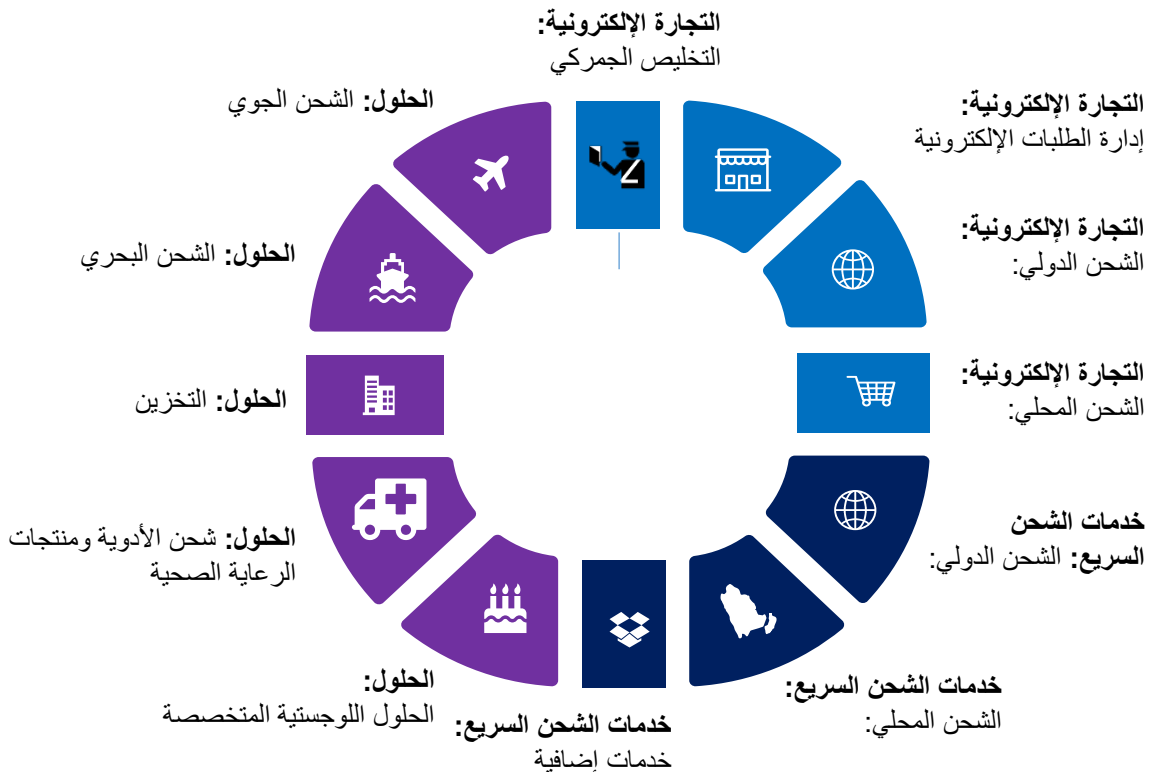 التجارة الإلكترونية:
التخليص الجمركي
التجارة الإلكترونية:
إدارة الطلبات الإلكترونية
التجارة الإلكترونية:
الشحن الدولي:
التجارة الإلكترونية:
الشحن المحلي:
خدمات الشحن
السريع: الشحن الدولي:
خدمات الشحن السريع:
الشحن المحلي:
خدمات الشحن السريع:
خدمات إضافية
الحلول:
الحلول اللوجستية المتخصصة
الحلول: شحن الأدوية ومنتجات
الرعاية الصحية
الحلول: التخزين
الحلول: الشحن البحري
الحلول: الشحن الجوي